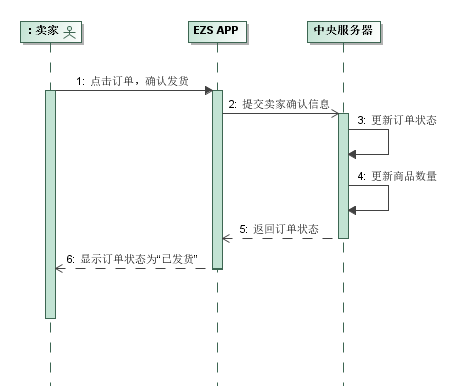 : 卖家
EZS APP
中央服务器
1: 点击订单，确认发货
2: 提交卖家确认信息
3: 更新订单状态
4: 更新商品数量
5: 返回订单状态
6: 显示订单状态为“已发货”